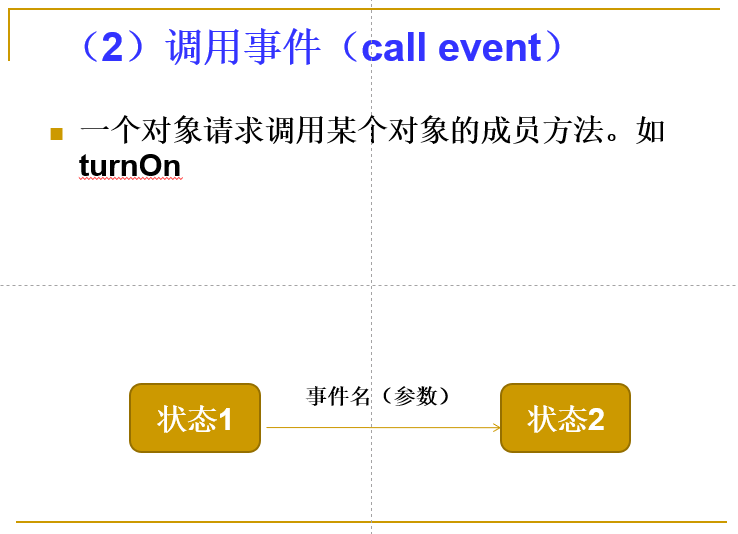 （2）调用事件（call event）
一个对象请求调用某个对象的成员方法。如
turnOn
事件名（参数）
状态1
状态2